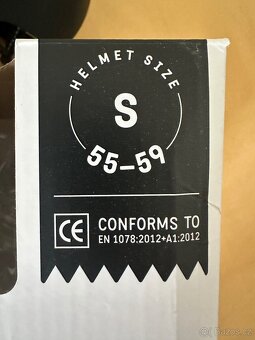 HELMET SIZE
S
55–59
CE CONFORMS TO
EN 1078:2012+A1:2012